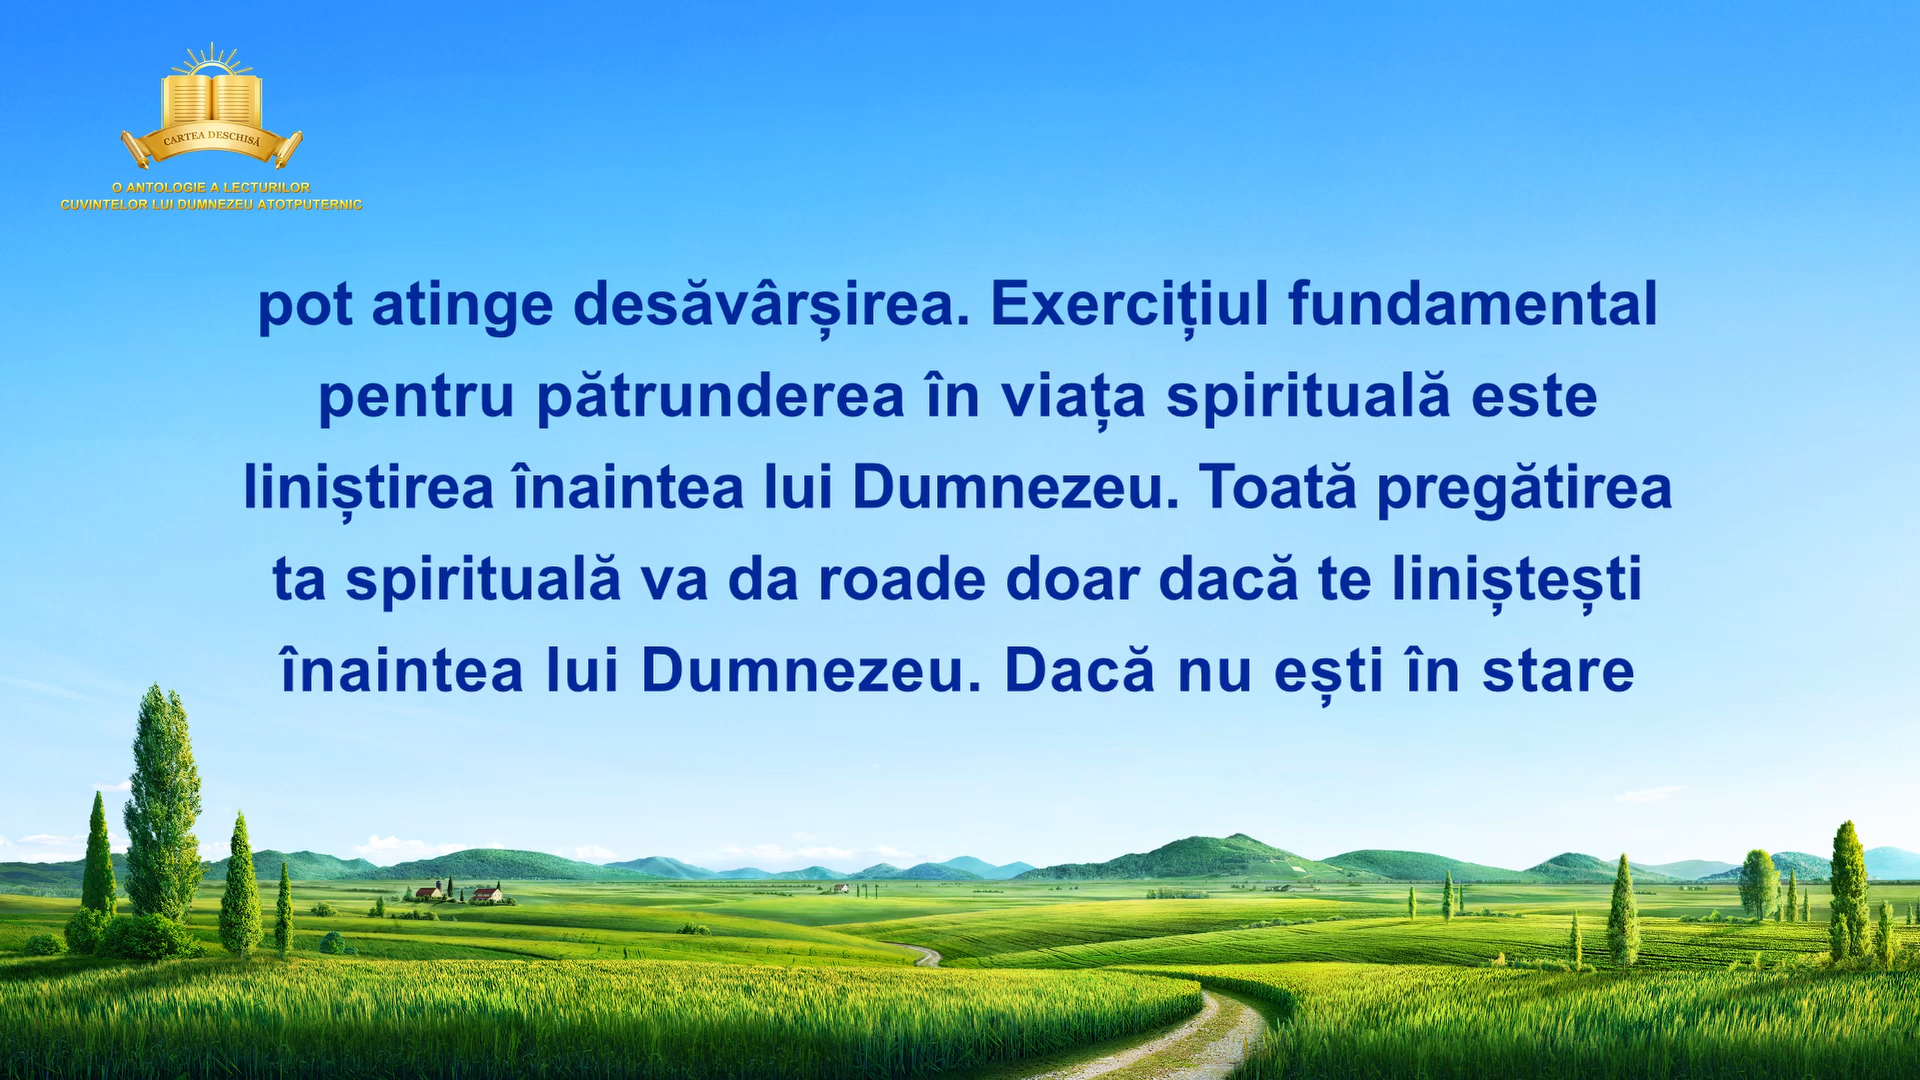 CARTEA DESCHISĂ
O ANTOLOGIE A LECTURILOR
CUVINTELOR LUI DUMNEZEU ATOTPUTERNIC
pot atinge desăvârșirea. Exercițiul fundamental
pentru pătrunderea în viața spirituală este
liniștirea înaintea lui Dumnezeu. Toată pregătirea
ta spirituală va da roade doar dacă te liniștești
înaintea lui Dumnezeu. Dacă nu ești în stare